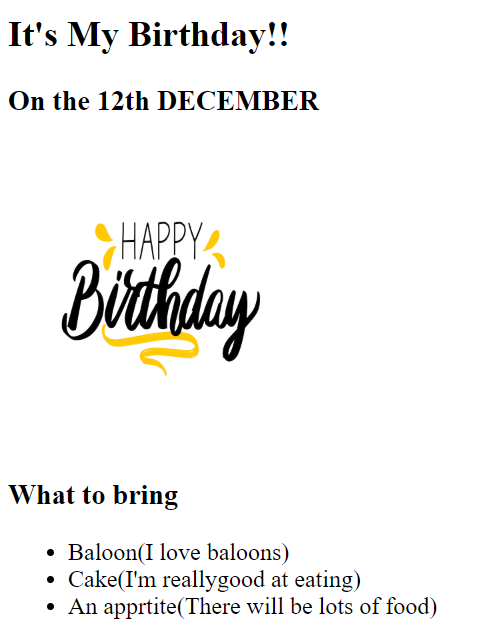 It's My Birthday!!
On the 12th DECEMBER
HAPPY
Birthday
What to bring
• Baloon(I love baloons)
• Cake(I'm reallygood at eating)
• An apprtite(There will be lots of food)